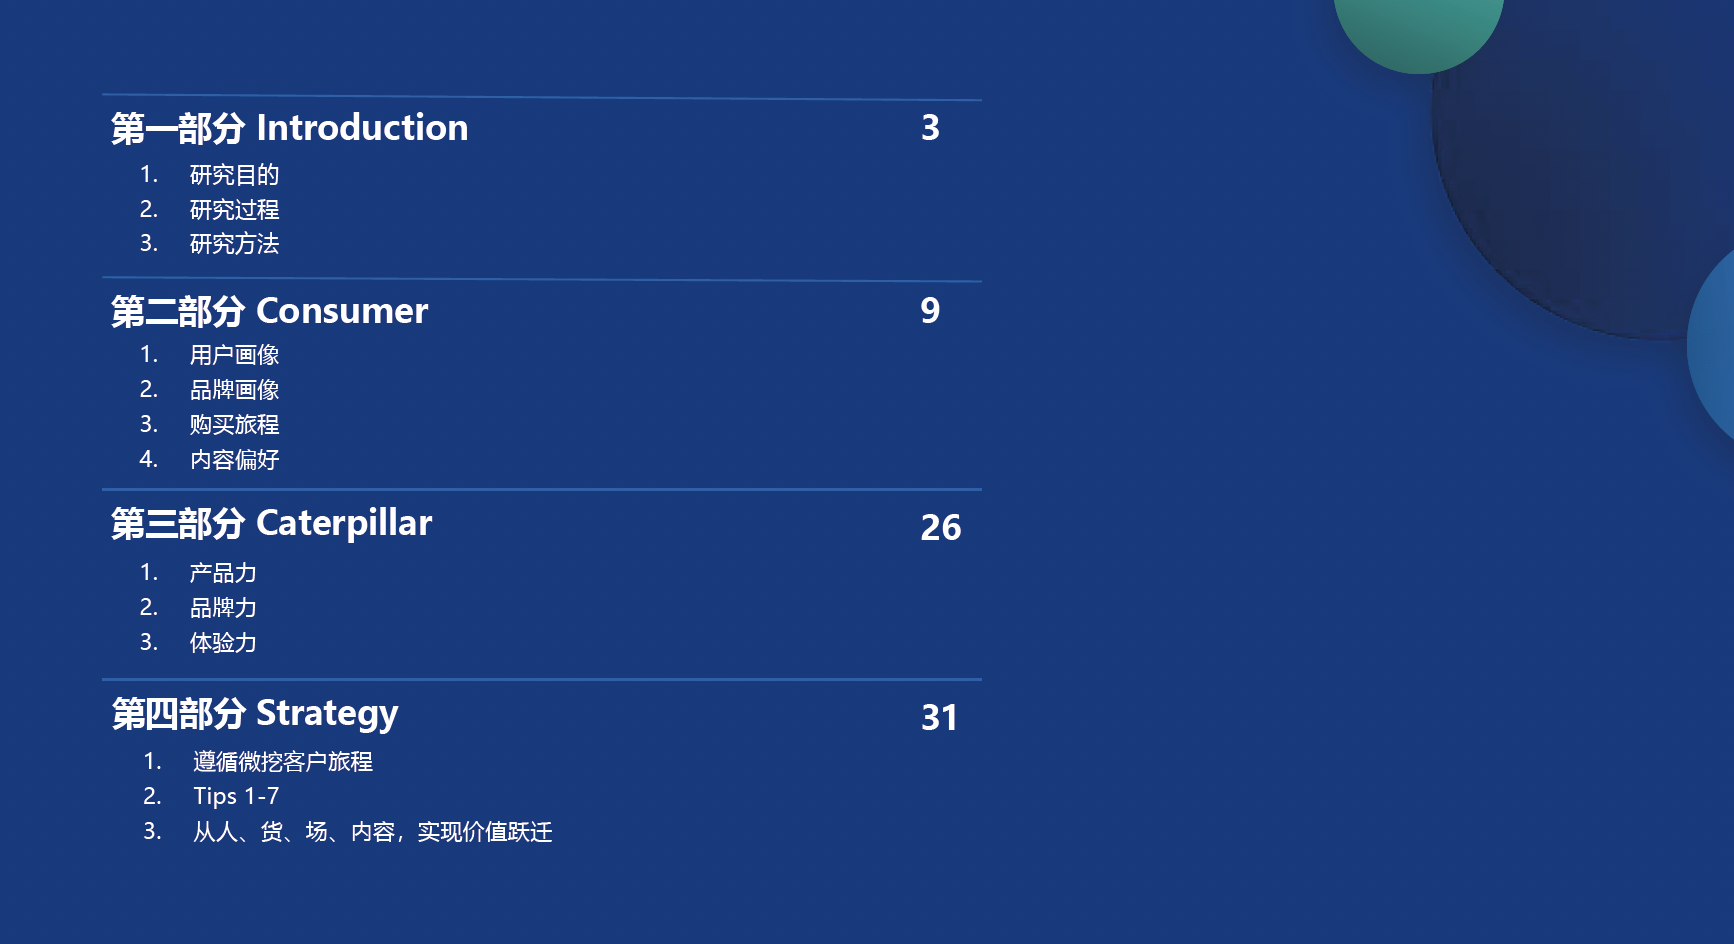 第一部分 Introduction 3
1. 研究目的
2. 研究过程
3. 研究方法
第二部分 Consumer 9
1. 用户画像
2. 品牌画像
3. 购买旅程
4. 内容偏好
第三部分 Caterpillar 26
1. 产品力
2. 品牌力
3. 体验力
第四部分 Strategy 31
1. 遵循微挖客户旅程
2. Tips 1-7
3. 从人、货、场、内容，实现价值跃迁